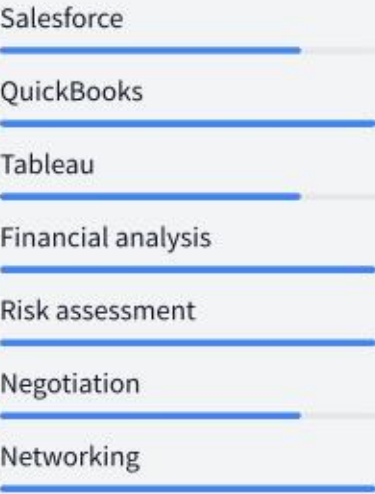 Salesforce
QuickBooks
Tableau
Financial analysis
Risk assessment
Negotiation
Networking